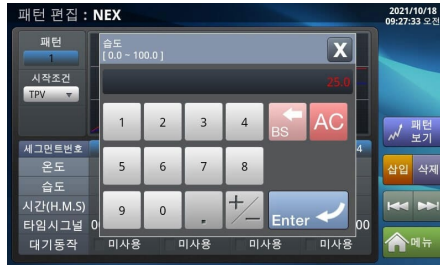 패턴 편집 : NEX
2021/10/18
09:27:33 오전
패턴
1
시작조건
TPV
습도
[ 0.0 ~ 100.0 ]
X
25.0
1 2 3 4 BS AC
5 6 7 8
9 0 . +/- Enter
패턴
보기
삽입 삭제
메뉴
세그먼트번호 4
온도
습도
시간(H.M.S)
타임시그널 0 00
대기동작 미사용 미사용 미사용 미사용